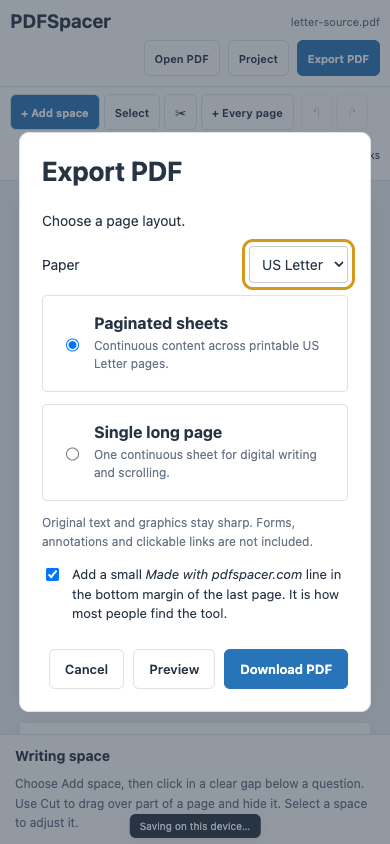 PDFSpacer
letter-source.pdf
Open PDF
Project
Export PDF
+ Add space
Select
+ Every page
ks
Export PDF
Choose a page layout.
Paper
US Letter
Paginated sheets
Continuous content across printable US
Letter pages.
Single long page
One continuous sheet for digital writing
and scrolling.
Original text and graphics stay sharp. Forms,
annotations and clickable links are not included.
Add a small Made with pdfspacer.com line in
the bottom margin of the last page. It is how
most people find the tool.
Cancel
Preview
Download PDF
Writing space
Choose Add space, then click in a clear gap below a question.
Use Cut to drag over part of a page and hide it. Select a space
to adjust it.
Saving on this device...